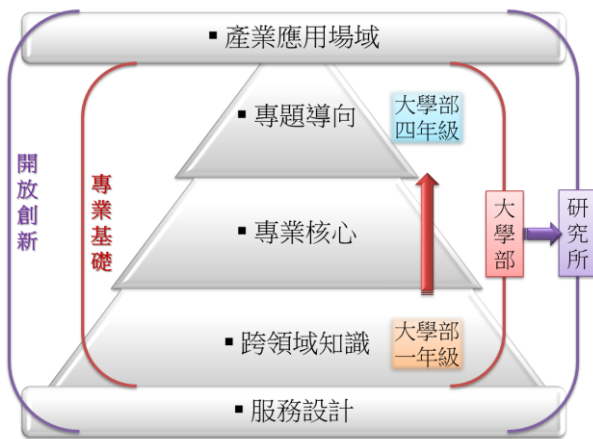 ▪ 產業應用場域
▪ 專題導向
大學部
四年級
開放創新
專業基礎
▪ 專業核心
大學部
研究所
▪ 跨領域知識
大學部
一年級
▪ 服務設計